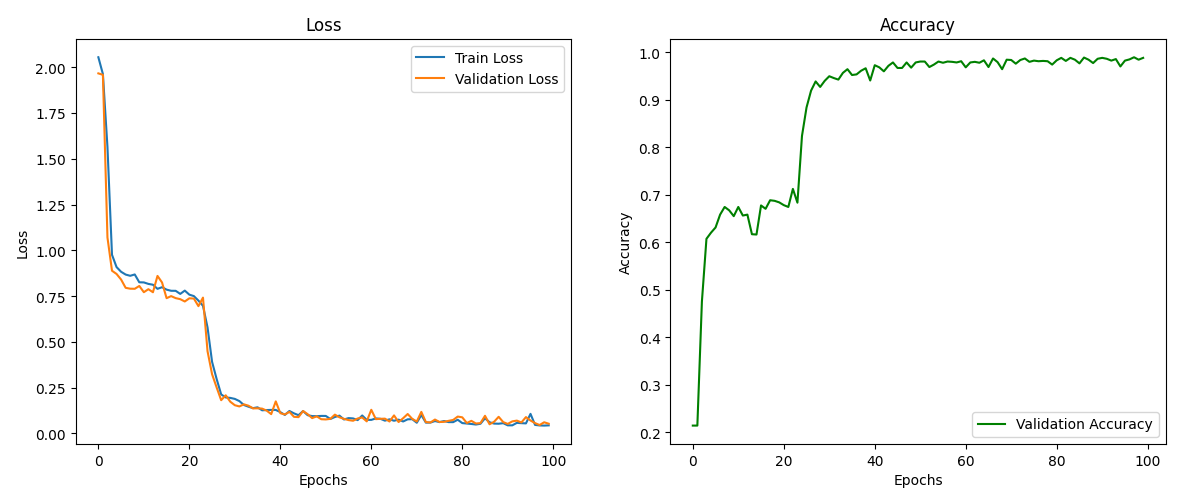 Loss
Train Loss
Validation Loss
2.00
1.75
1.50
1.25
1.00
0.75
0.50
0.25
0.00
Loss
0 20 40 60 80 100
Epochs
Accuracy
1.0
0.9
0.8
0.7
0.6
0.5
0.4
0.3
0.2
Accuracy
Validation Accuracy
0 20 40 60 80 100
Epochs